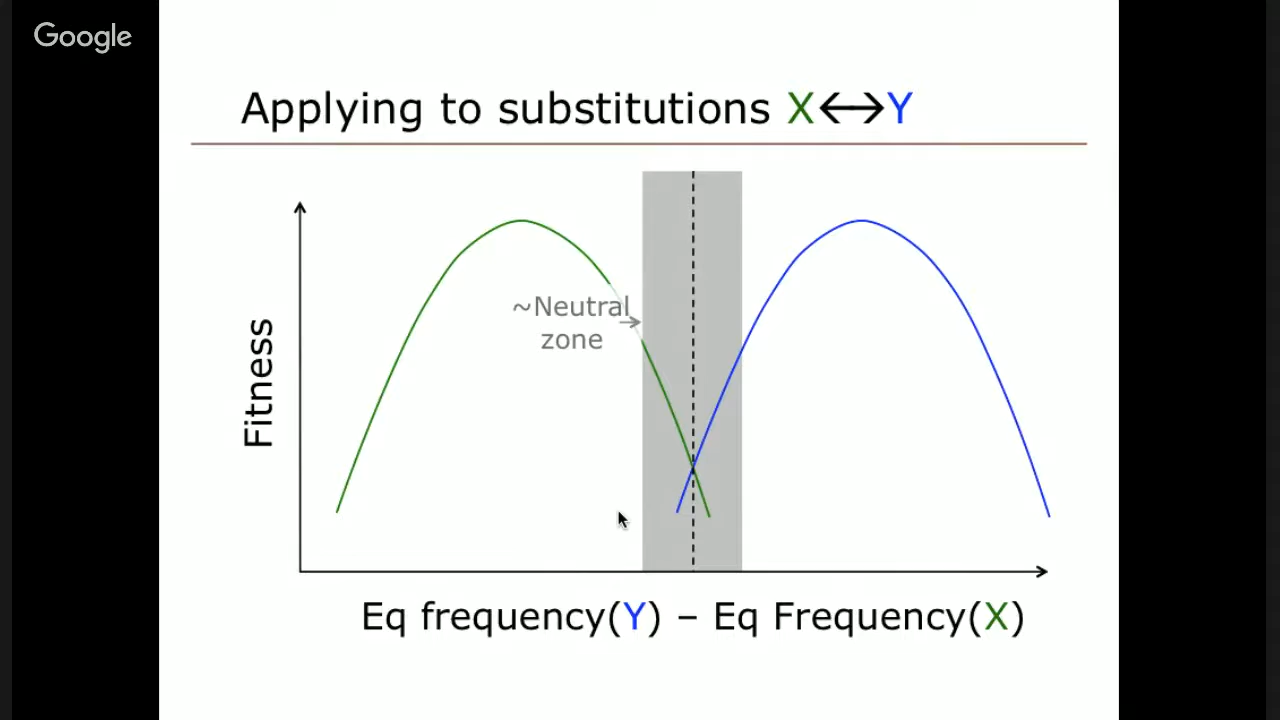 Google
Applying to substitutions X↔Y
~Neutral
zone
Fitness
Eq frequency(Y) – Eq Frequency(X)